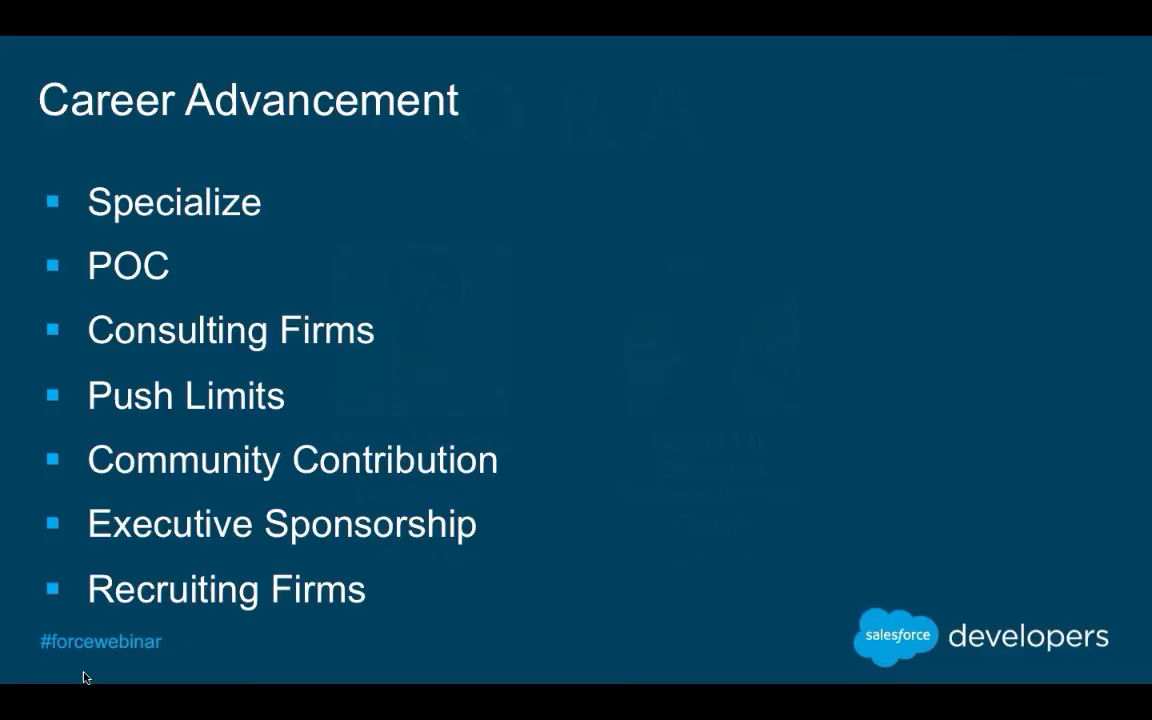 Career Advancement
Specialize
POC
Consulting Firms
Push Limits
Community Contribution
Executive Sponsorship
Recruiting Firms
#forcewebinar
salesforce developers
Q & A